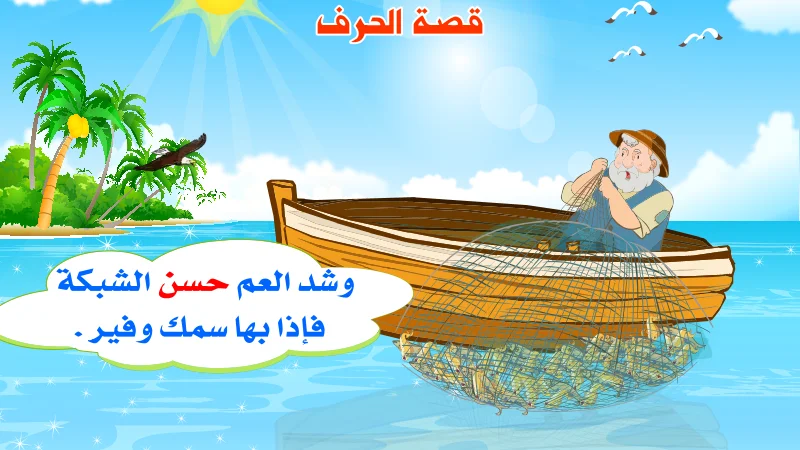 قصة الحرف
وشد العم حسن الشبكة
فإذا بها سمك وفير .